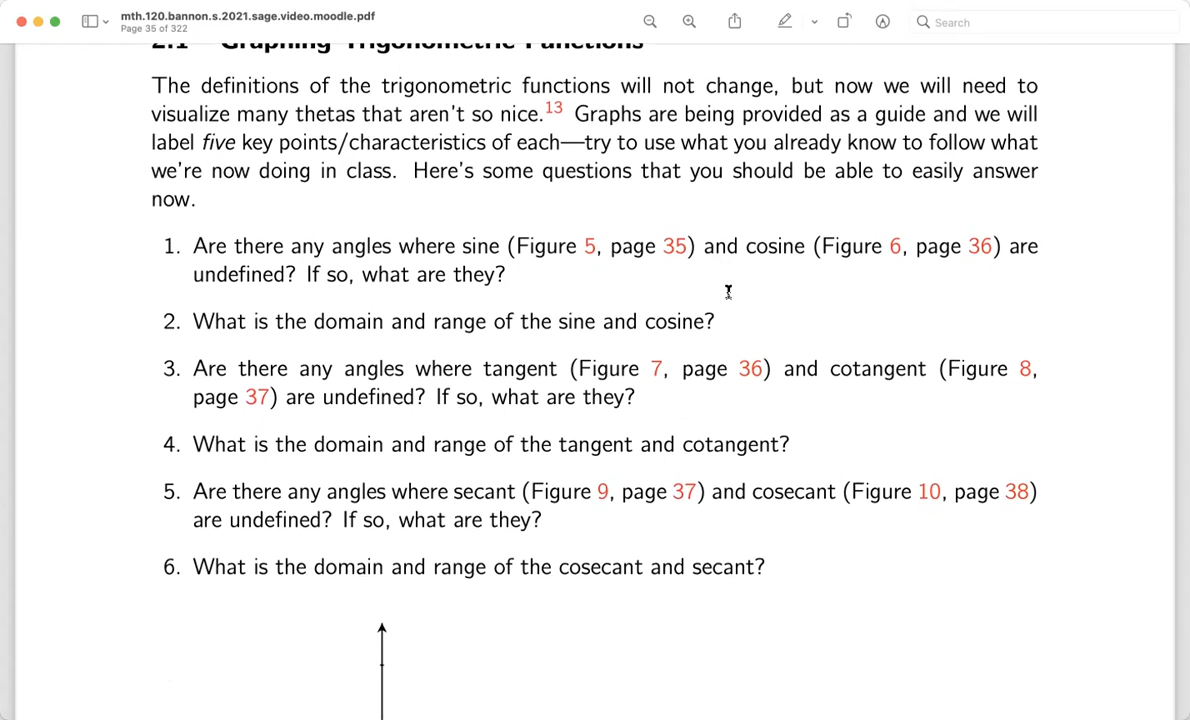 mth.120.bannon.s.2021.sage.video.moodle.pdf
Page 35 of 322
Search
2.1 Graphing Trigonometric Functions
The definitions of the trigonometric functions will not change, but now we will need to
visualize many thetas that aren't so nice.13 Graphs are being provided as a guide and we will
label five key points/characteristics of each—try to use what you already know to follow what
we're now doing in class. Here's some questions that you should be able to easily answer
now.
1. Are there any angles where sine (Figure 5, page 35) and cosine (Figure 6, page 36) are
undefined? If so, what are they?
2. What is the domain and range of the sine and cosine?
3. Are there any angles where tangent (Figure 7, page 36) and cotangent (Figure 8,
page 37) are undefined? If so, what are they?
4. What is the domain and range of the tangent and cotangent?
5. Are there any angles where secant (Figure 9, page 37) and cosecant (Figure 10, page 38)
are undefined? If so, what are they?
6. What is the domain and range of the cosecant and secant?